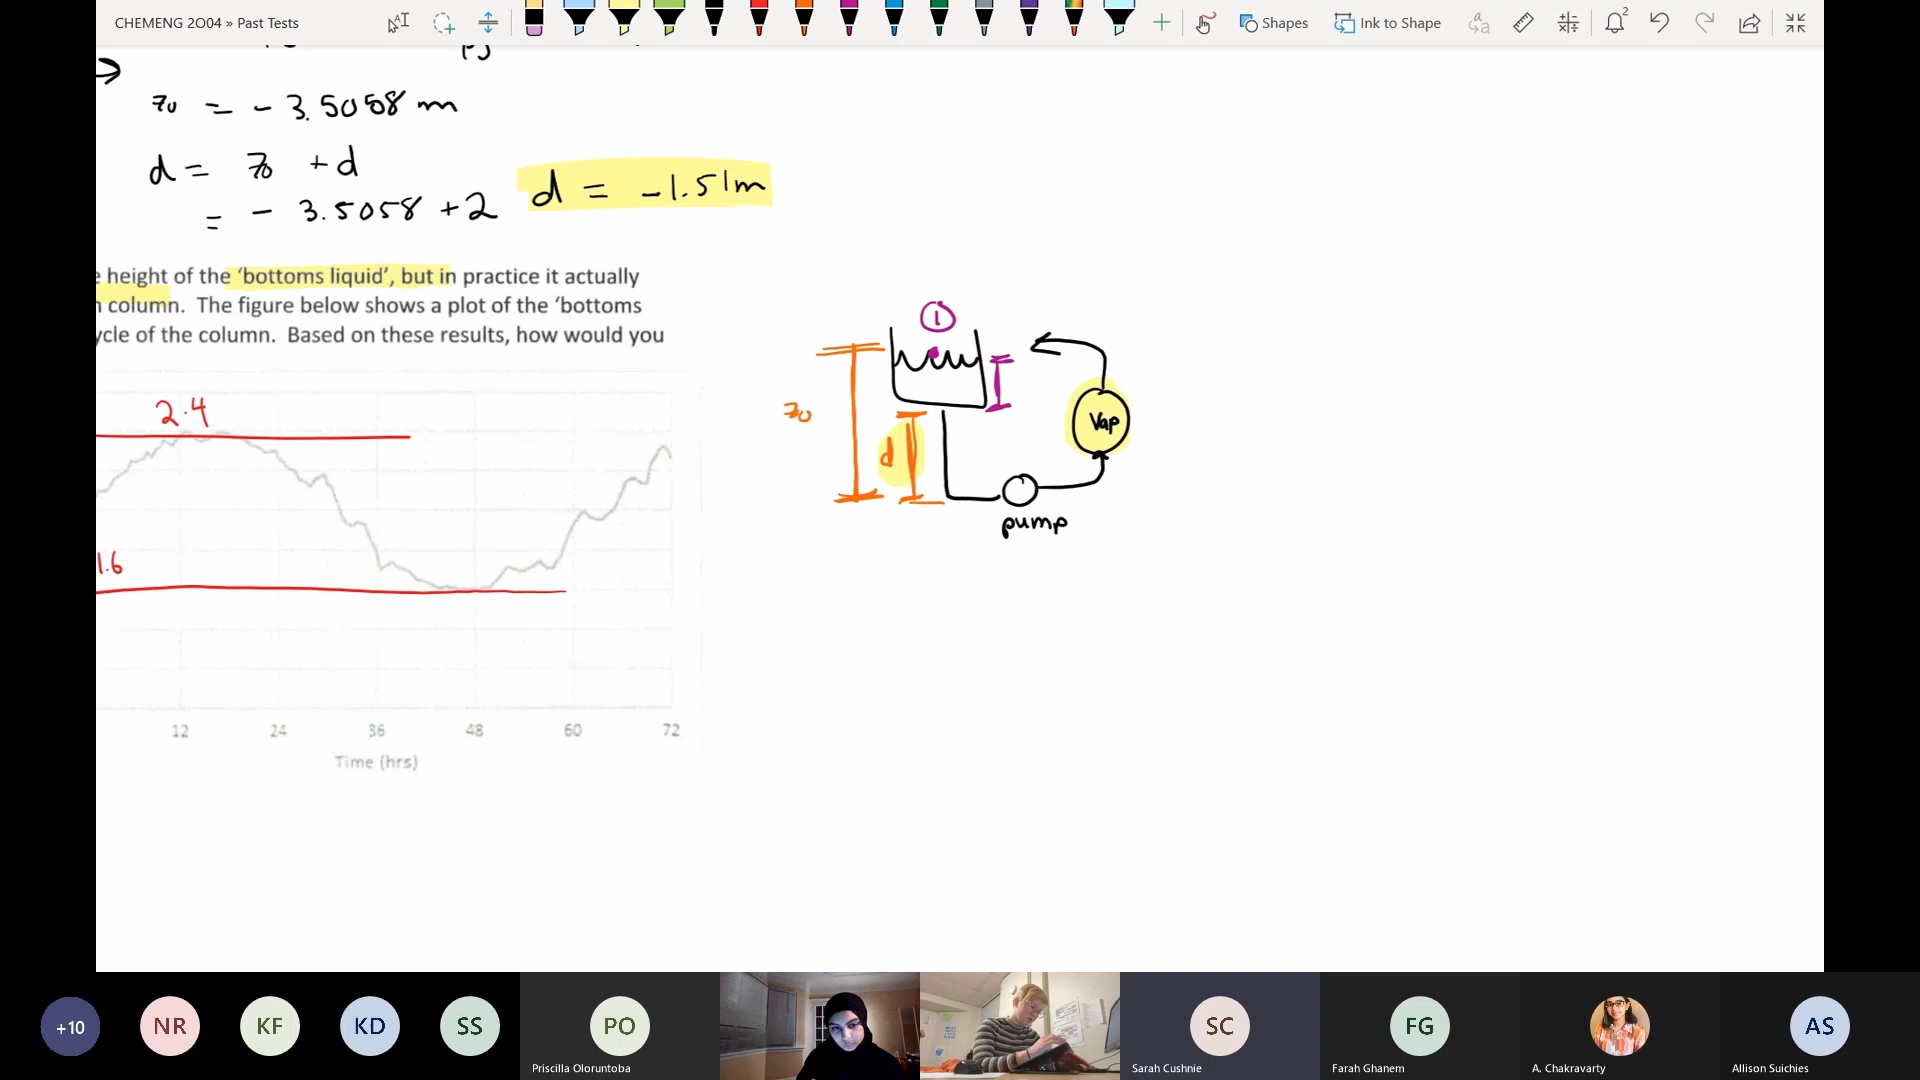 CHEMENG 2O04 » Past Tests
Shapes
Ink to Shape
2
z0 = - 3.5058 m
d = z0 + d
= - 3.5058 + 2
d = -1.51m
e height of the ‘bottoms liquid’, but in practice it actually
column. The figure below shows a plot of the ‘bottoms
ycle of the column. Based on these results, how would you
2.4
1.6
12 24 36 48 60 72
Time (hrs)
1
z0
d
Vap
pump
+10
NR
KF
KD
SS
PO
Priscilla Oloruntoba
SC
Sarah Cushnie
FG
Farah Ghanem
A. Chakravarty
AS
Allison Suichies